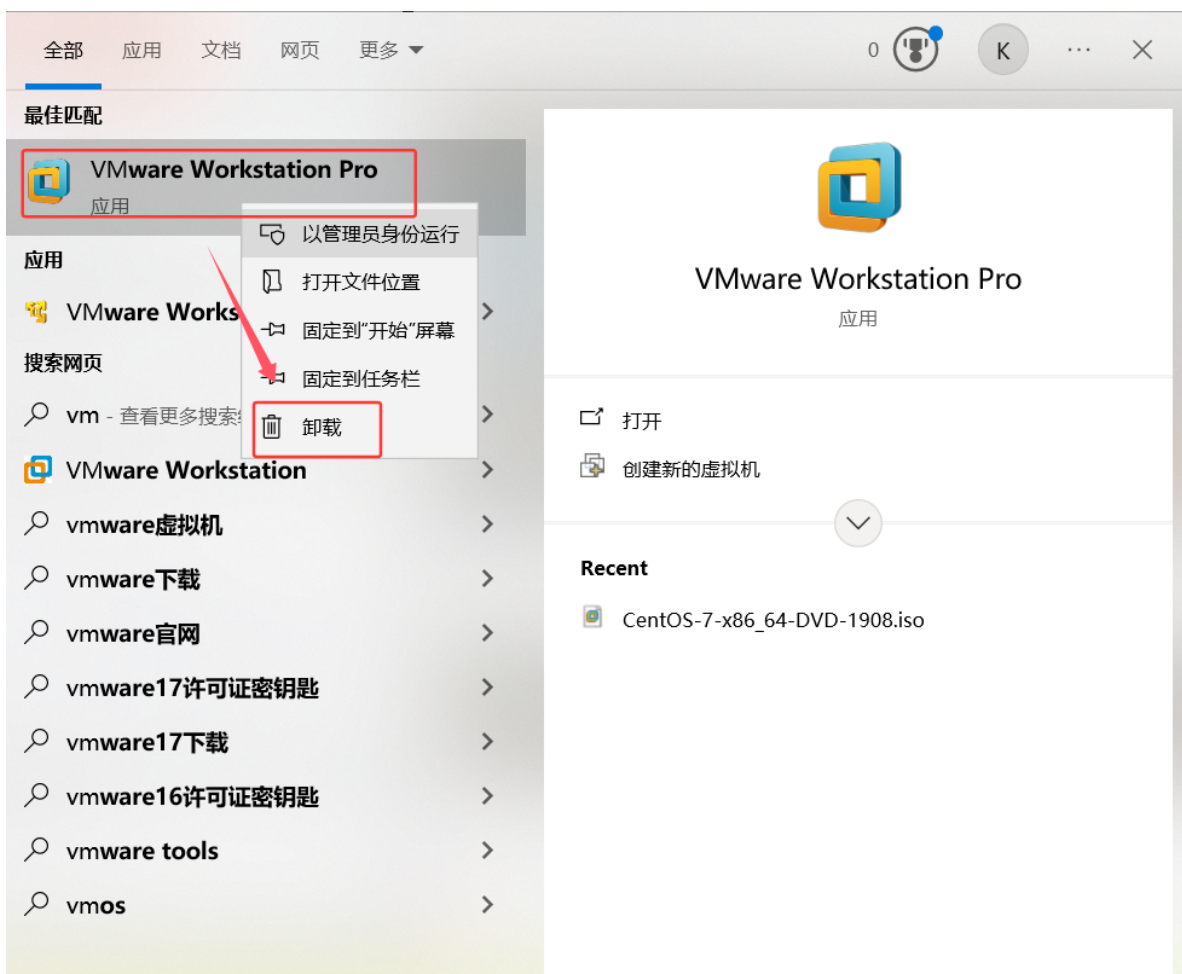 全部 应用 文档 网页 更多 0 K ...
最佳匹配
VMware Workstation Pro
应用
以管理员身份运行
应用
打开文件位置
VMware Works
固定到"开始"屏幕
搜索网页
固定到任务栏
vm - 查看更多搜索
卸载
VMware Workstation
vmware虚拟机
vmware下载
vmware官网
vmware17许可证密钥匙
vmware17下载
vmware16许可证密钥匙
vmware tools
vmos
VMware Workstation Pro
应用
打开
创建新的虚拟机
Recent
CentOS-7-x86_64-DVD-1908.iso